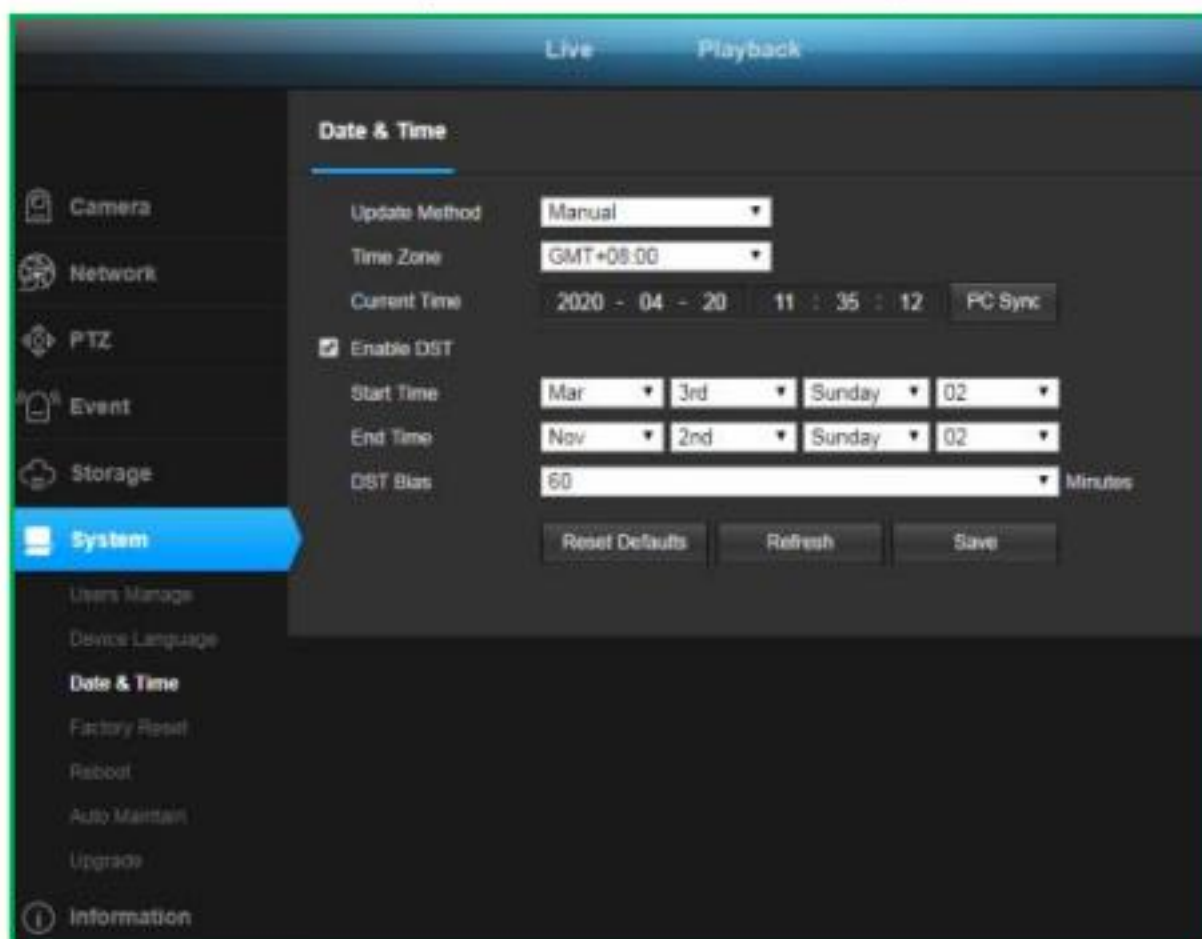 Live Playback
Date & Time
Camera
Network
PTZ
Event
Storage
System
Users Manage
Device Language
Date & Time
Factory Reset
Reboot
Auto Maintain
Upgrade
Information
Update Method Manual
Time Zone GMT+08:00
Current Time 2020 - 04 - 20 11 : 35 : 12 PC Sync
Enable DST
Start Time Mar 3rd Sunday 02
End Time Nov 2nd Sunday 02
DST Bias 60 Minutes
Reset Defaults Refresh Save